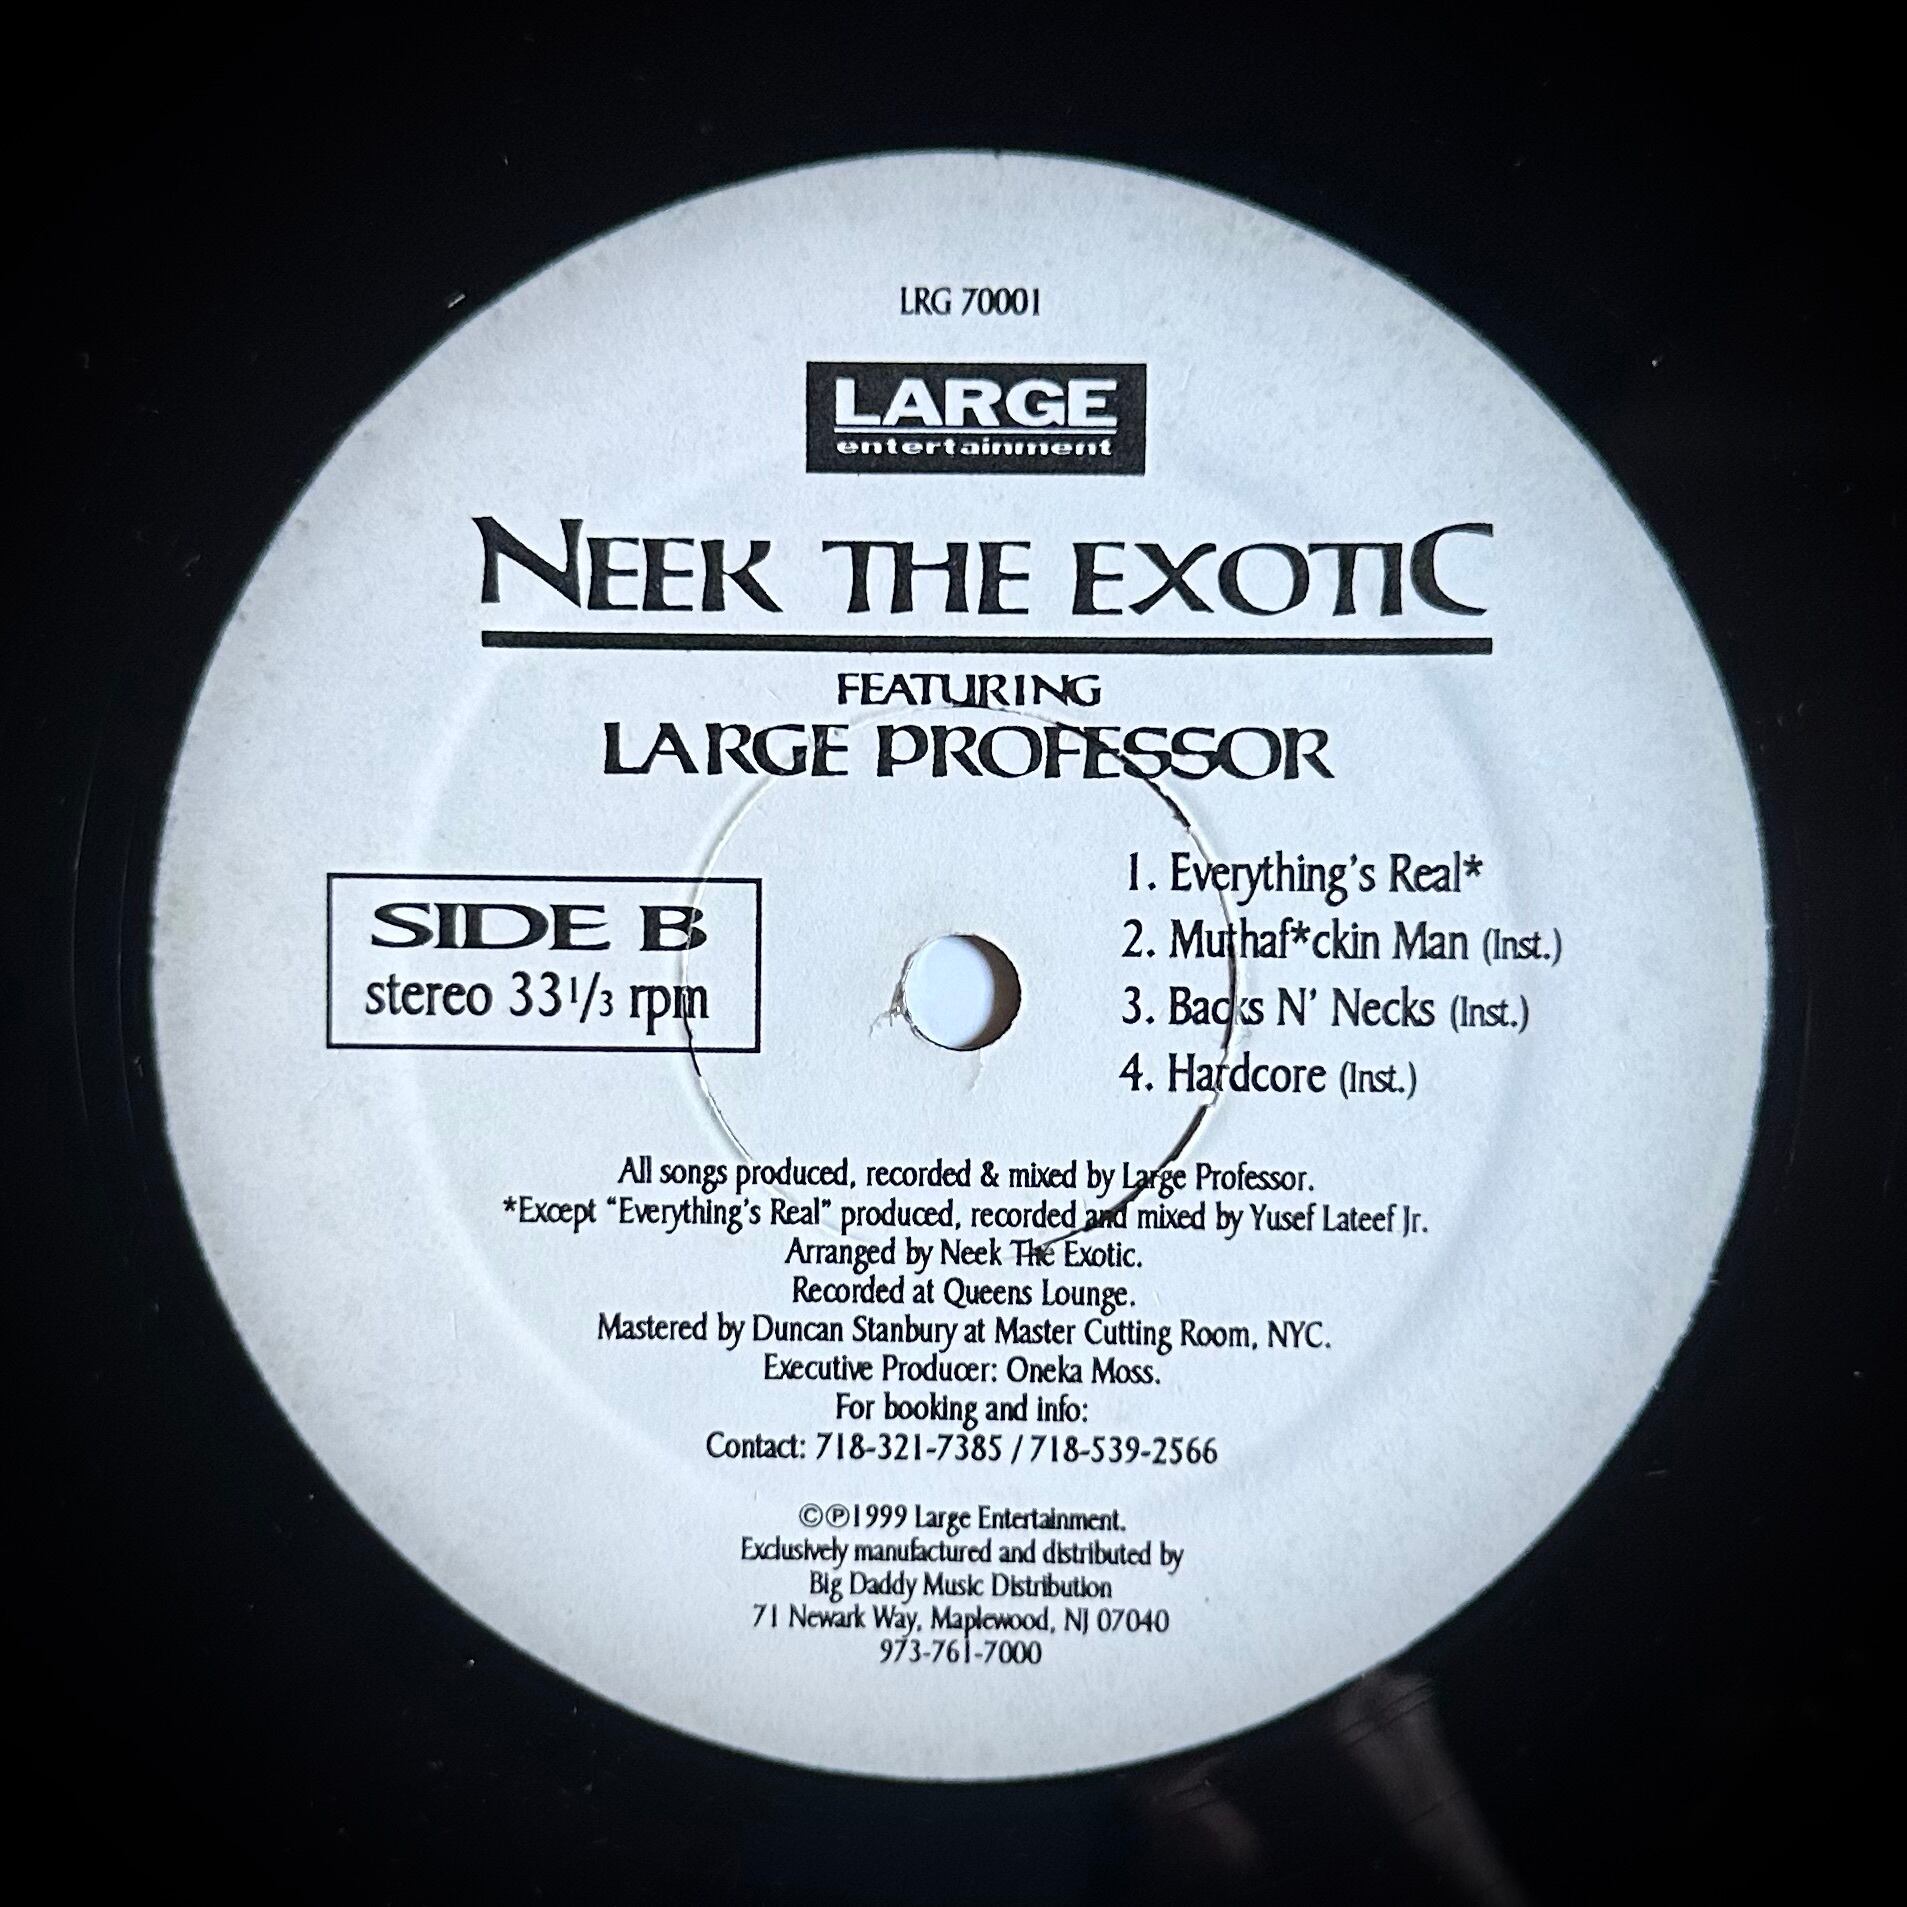 LRG 70001
LARGE
entertainment
NEEK THE EXOTIC
FEATURING
LARGE PROFESSOR
SIDE B
stereo 33 1/3 rpm
1. Everything's Real*
2. Muthaf*ckin Man (Inst.)
3. Backs N' Necks (Inst.)
4. Hardcore (Inst.)
All songs produced, recorded & mixed by Large Professor.
*Except “Everything's Real” produced, recorded and mixed by Yusef Lateef Jr.
Arranged by Neek The Exotic.
Recorded at Queens Lounge.
Mastered by Duncan Stanbury at Master Cutting Room, NYC.
Executive Producer: Oneka Moss.
For booking and info:
Contact: 718-321-7385 / 718-539-2566
©℗1999 Large Entertainment.
Exclusively manufactured and distributed by
Big Daddy Music Distribution
71 Newark Way, Maplewood, NJ 07040
973-761-7000